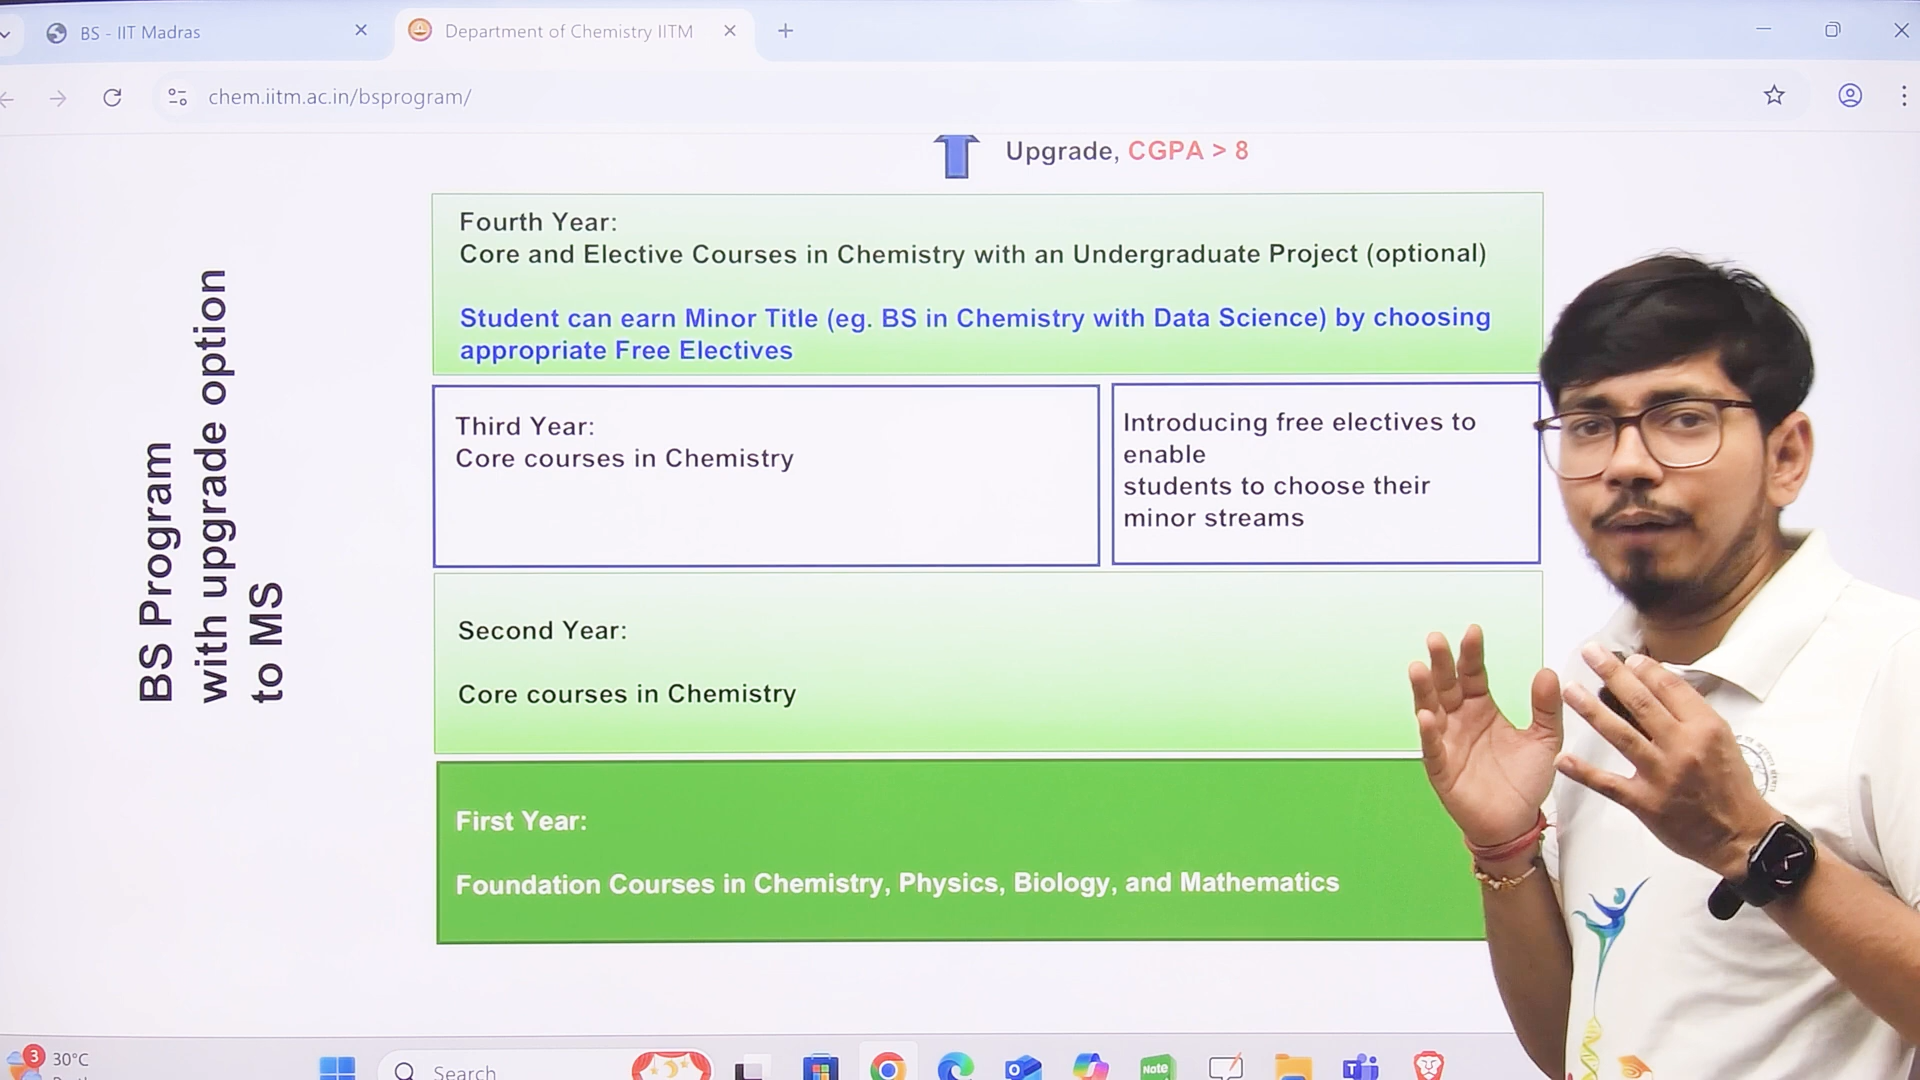 BS - IIT Madras
Department of Chemistry IITM
chem.iitm.ac.in/bsprogram/
Upgrade, CGPA > 8
BS Program
with upgrade option
to MS
Fourth Year:
Core and Elective Courses in Chemistry with an Undergraduate Project (optional)
Student can earn Minor Title (eg. BS in Chemistry with Data Science) by choosing
appropriate Free Electives
Third Year:
Core courses in Chemistry
Introducing free electives to
enable
students to choose their
minor streams
Second Year:
Core courses in Chemistry
First Year:
Foundation Courses in Chemistry, Physics, Biology, and Mathematics
3
30°C
Search
Note